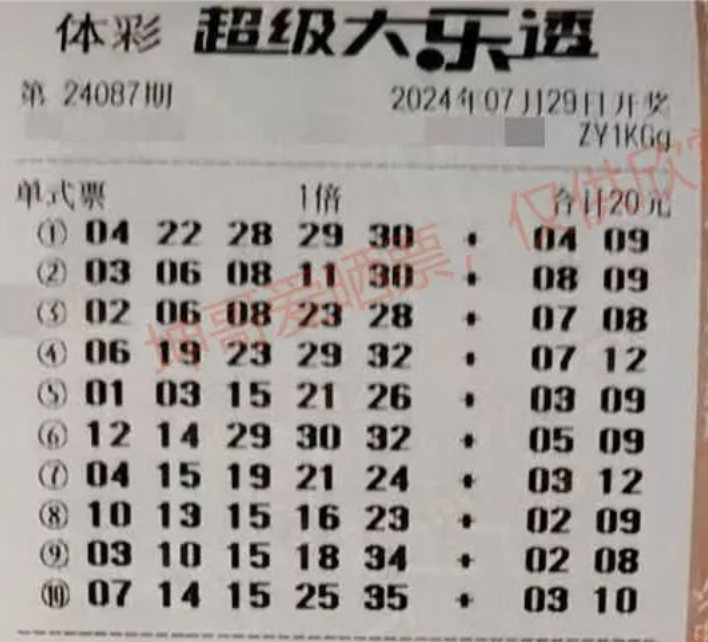 体彩 超级大乐透
第 24087期 2024年07月29日开奖
ZY1KGg
单式票 1倍 合计20元
① 04 22 28 29 30 + 04 09
② 03 06 08 11 30 + 08 09
③ 02 06 08 23 28 + 07 08
④ 06 19 23 29 32 + 07 12
⑤ 01 03 15 21 26 + 03 09
⑥ 12 14 29 30 32 + 05 09
⑦ 04 15 19 21 24 + 03 12
⑧ 10 13 15 16 23 + 02 09
⑨ 03 10 15 18 34 + 02 08
⑩ 07 14 15 25 35 + 03 10
坤哥爱晒票，仅供欣